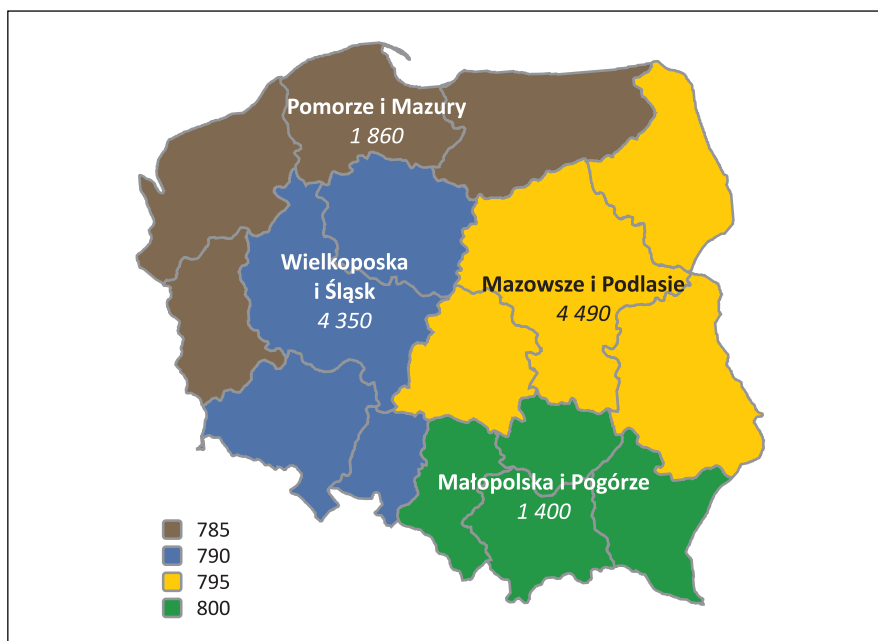 Pomorze i Mazury
1 860
Wielkoposka
i Śląsk
4 350
Mazowsze i Podlasie
4 490
Małopolska i Pogórze
1 400
785
790
795
800